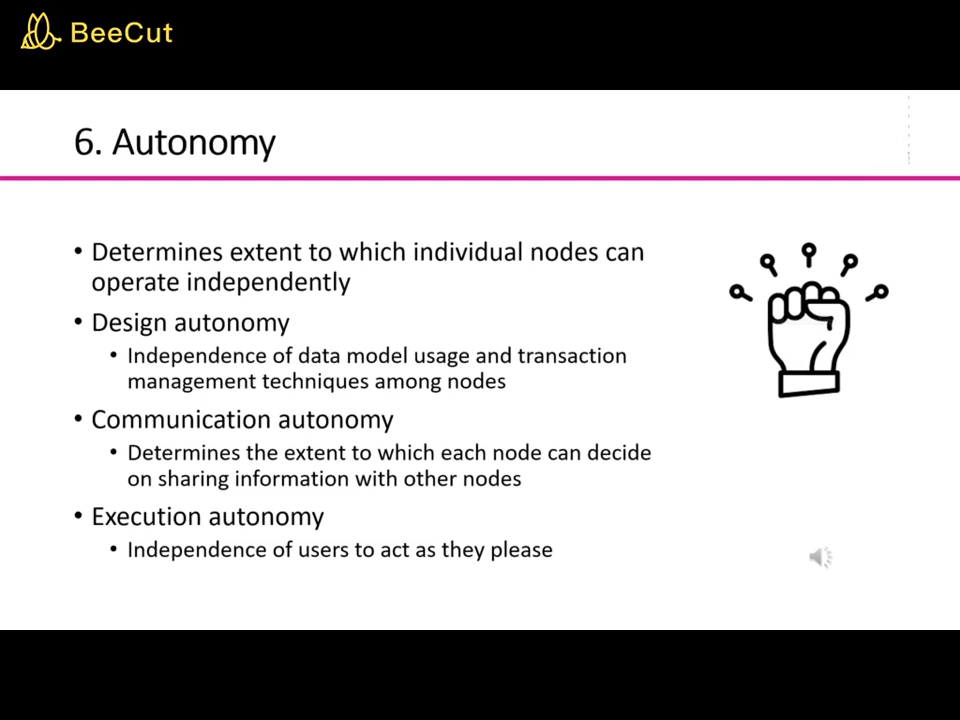 BeeCut
6. Autonomy
• Determines extent to which individual nodes can
operate independently
• Design autonomy
• Independence of data model usage and transaction
management techniques among nodes
• Communication autonomy
• Determines the extent to which each node can decide
on sharing information with other nodes
• Execution autonomy
• Independence of users to act as they please